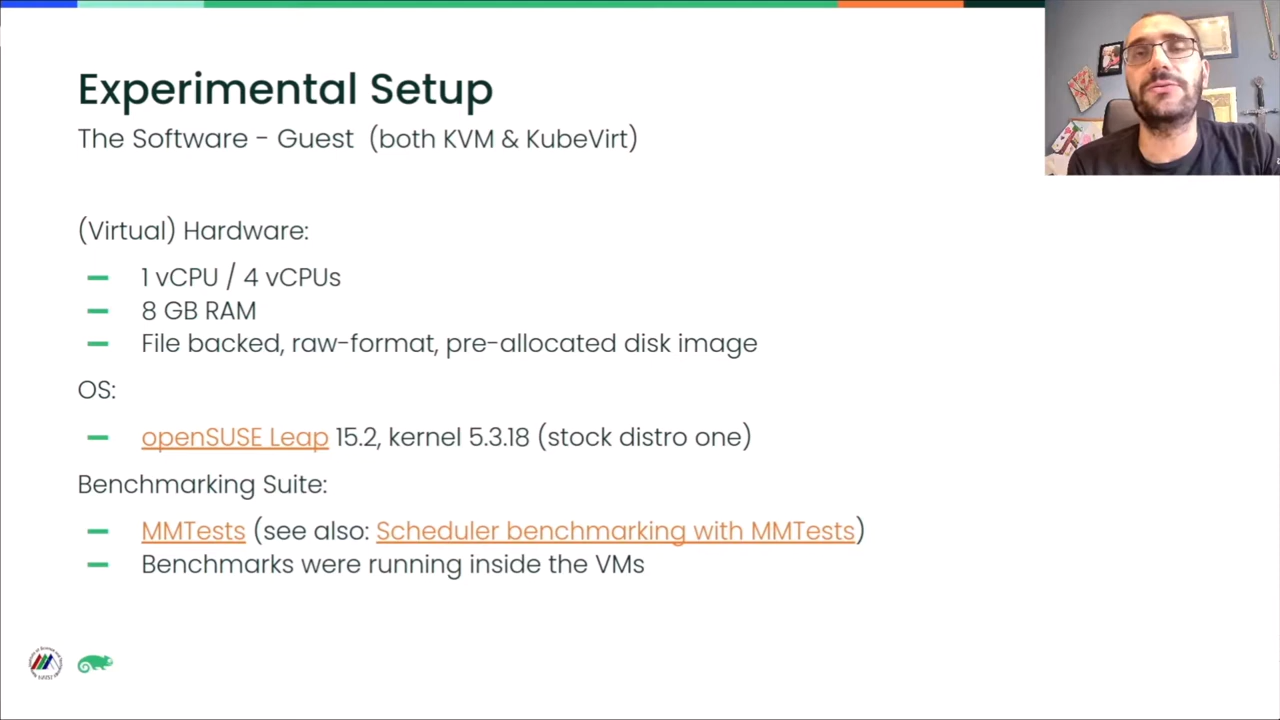 Experimental Setup
The Software - Guest (both KVM & KubeVirt)
(Virtual) Hardware:
1 vCPU / 4 vCPUs
8 GB RAM
File backed, raw-format, pre-allocated disk image
OS:
openSUSE Leap 15.2, kernel 5.3.18 (stock distro one)
Benchmarking Suite:
MMTests (see also: Scheduler benchmarking with MMTests)
Benchmarks were running inside the VMs